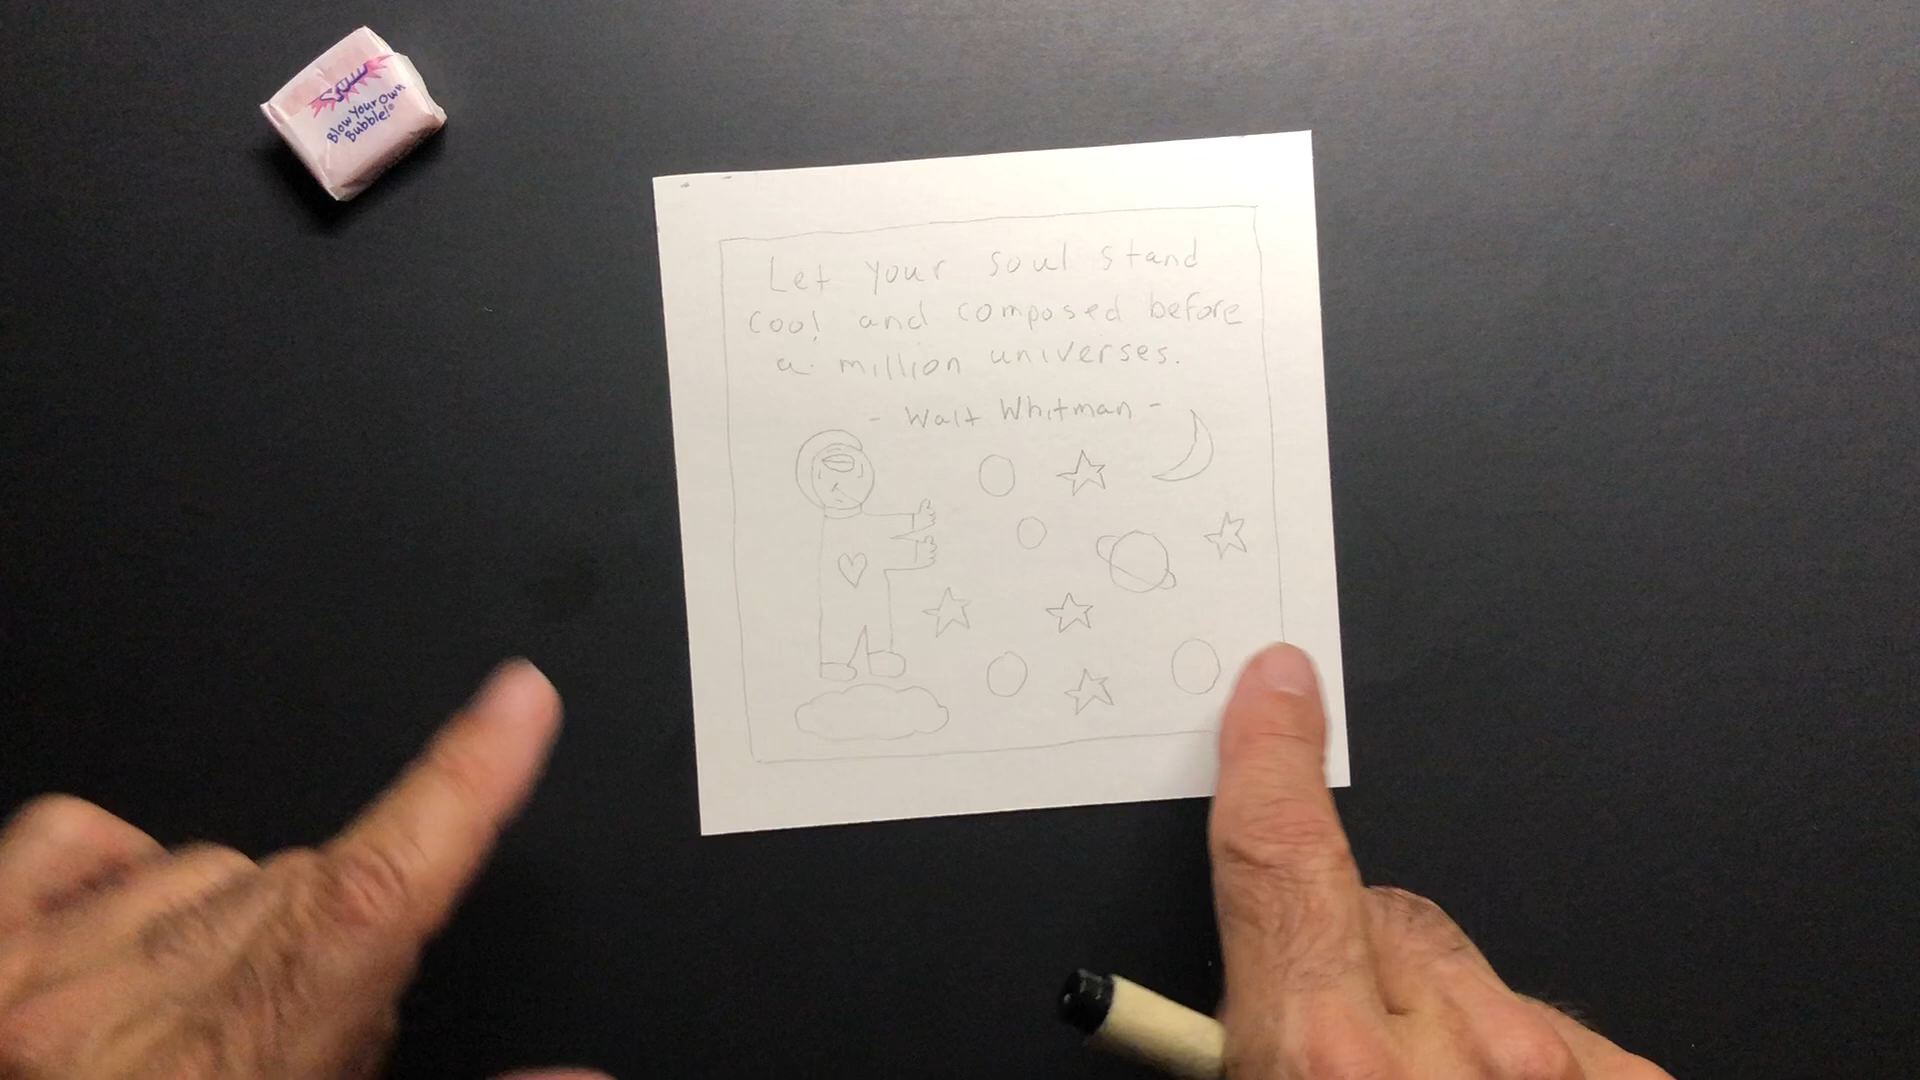 Blow Your Own
Bubble!®
Let your soul stand
cool and composed before
a million universes.
- Walt Whitman -